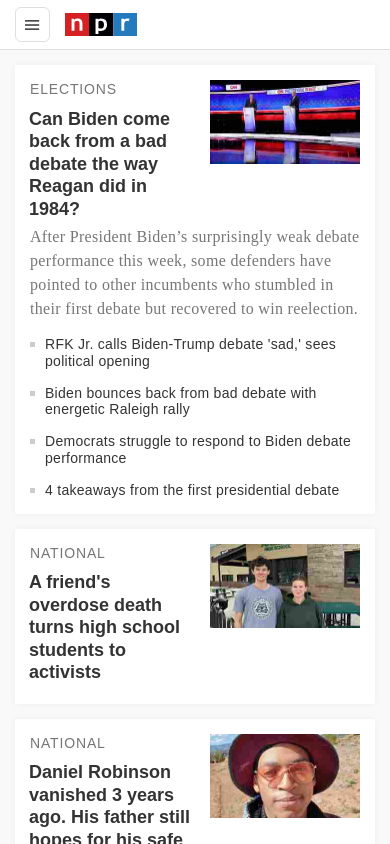 npr
ELECTIONS
Can Biden come
back from a bad
debate the way
Reagan did in
1984?
After President Biden’s surprisingly weak debate
performance this week, some defenders have
pointed to other incumbents who stumbled in
their first debate but recovered to win reelection.
RFK Jr. calls Biden-Trump debate 'sad,' sees
political opening
Biden bounces back from bad debate with
energetic Raleigh rally
Democrats struggle to respond to Biden debate
performance
4 takeaways from the first presidential debate
NATIONAL
A friend's
overdose death
turns high school
students to
activists
NATIONAL
Daniel Robinson
vanished 3 years
ago. His father still
hopes for his safe